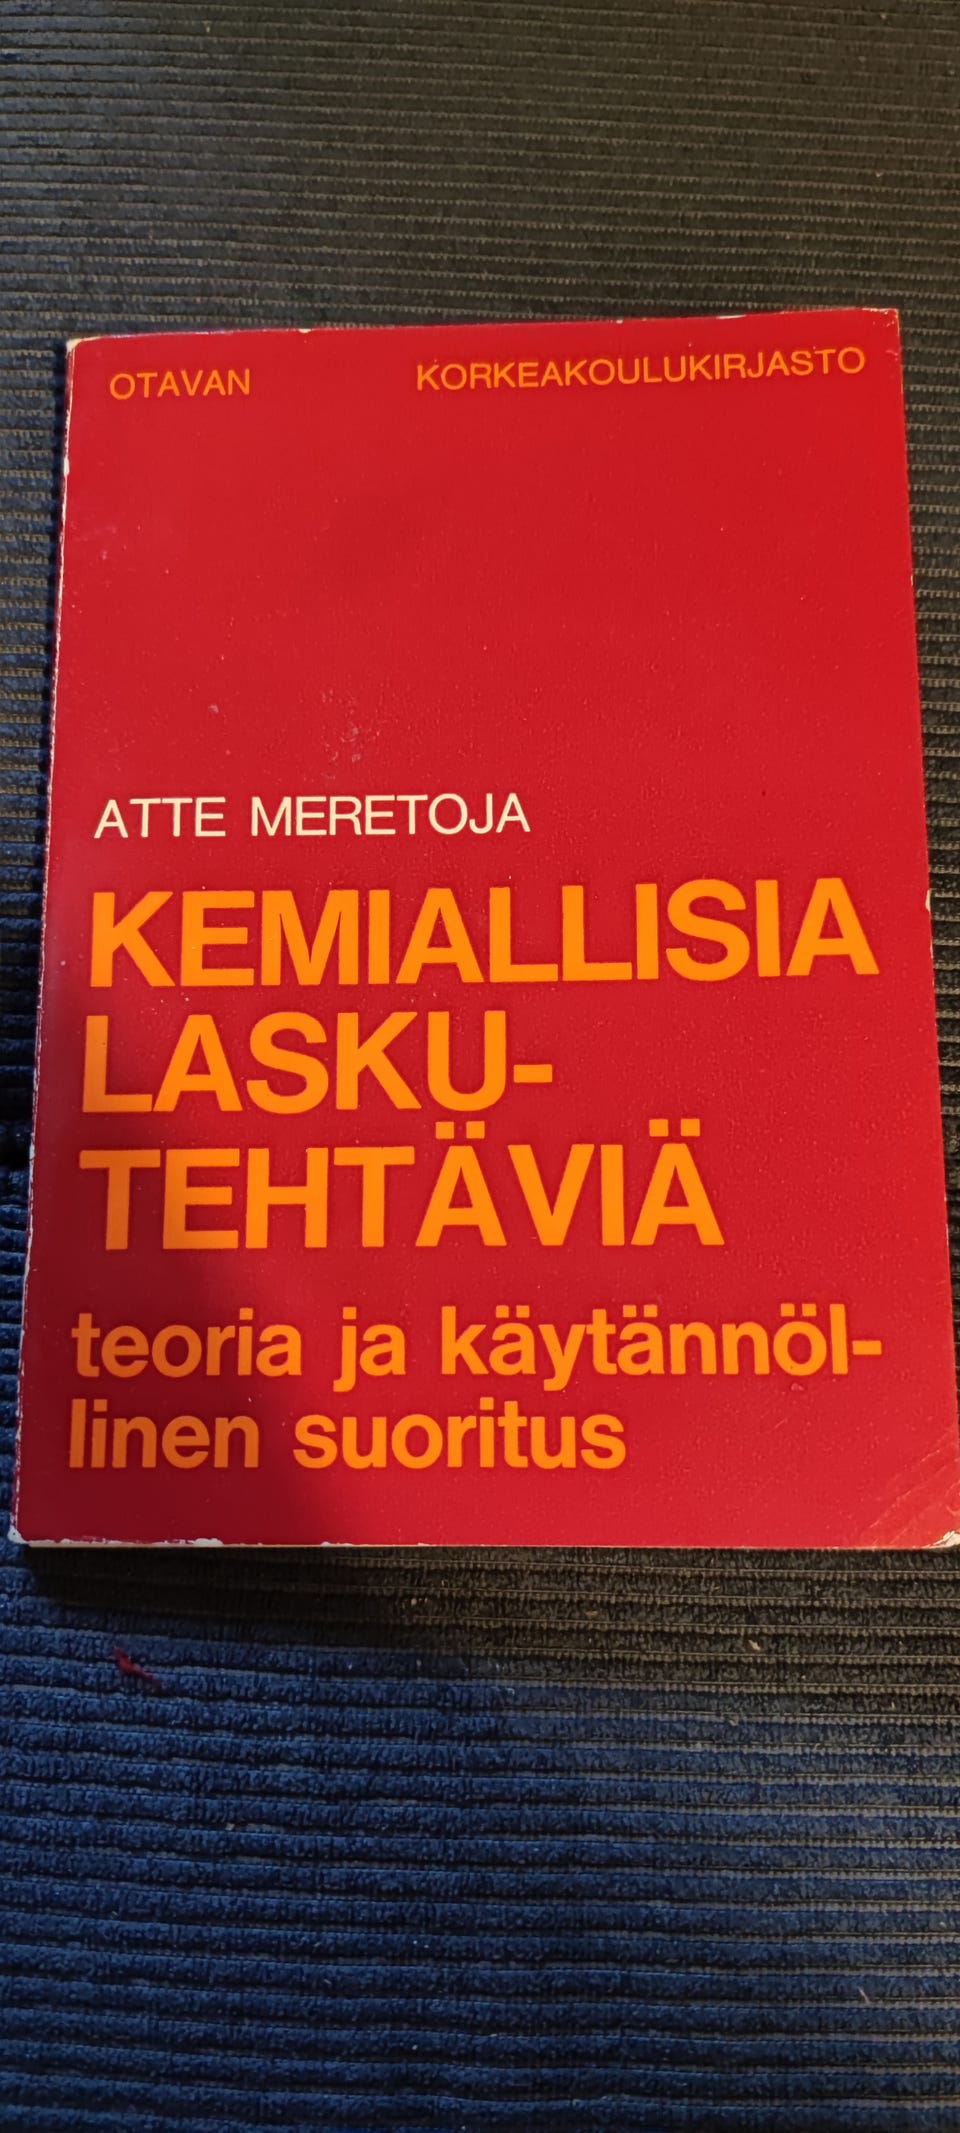 OTAVAN KORKEAKOULUKIRJASTO
ATTE MERETOJA
KEMIALLISIA
LASKU-
TEHTÄVIÄ
teoria ja käytännöl-
linen suoritus